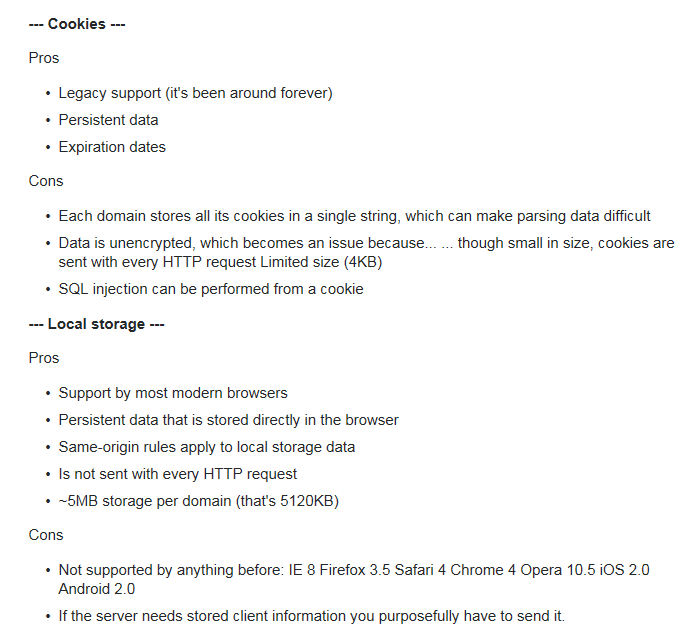 --- Cookies ---
Pros
• Legacy support (it's been around forever)
• Persistent data
• Expiration dates
Cons
• Each domain stores all its cookies in a single string, which can make parsing data difficult
• Data is unencrypted, which becomes an issue because... ... though small in size, cookies are
sent with every HTTP request Limited size (4KB)
• SQL injection can be performed from a cookie
--- Local storage ---
Pros
• Support by most modern browsers
• Persistent data that is stored directly in the browser
• Same-origin rules apply to local storage data
• Is not sent with every HTTP request
• ~5MB storage per domain (that's 5120KB)
Cons
• Not supported by anything before: IE 8 Firefox 3.5 Safari 4 Chrome 4 Opera 10.5 iOS 2.0
Android 2.0
• If the server needs stored client information you purposefully have to send it.